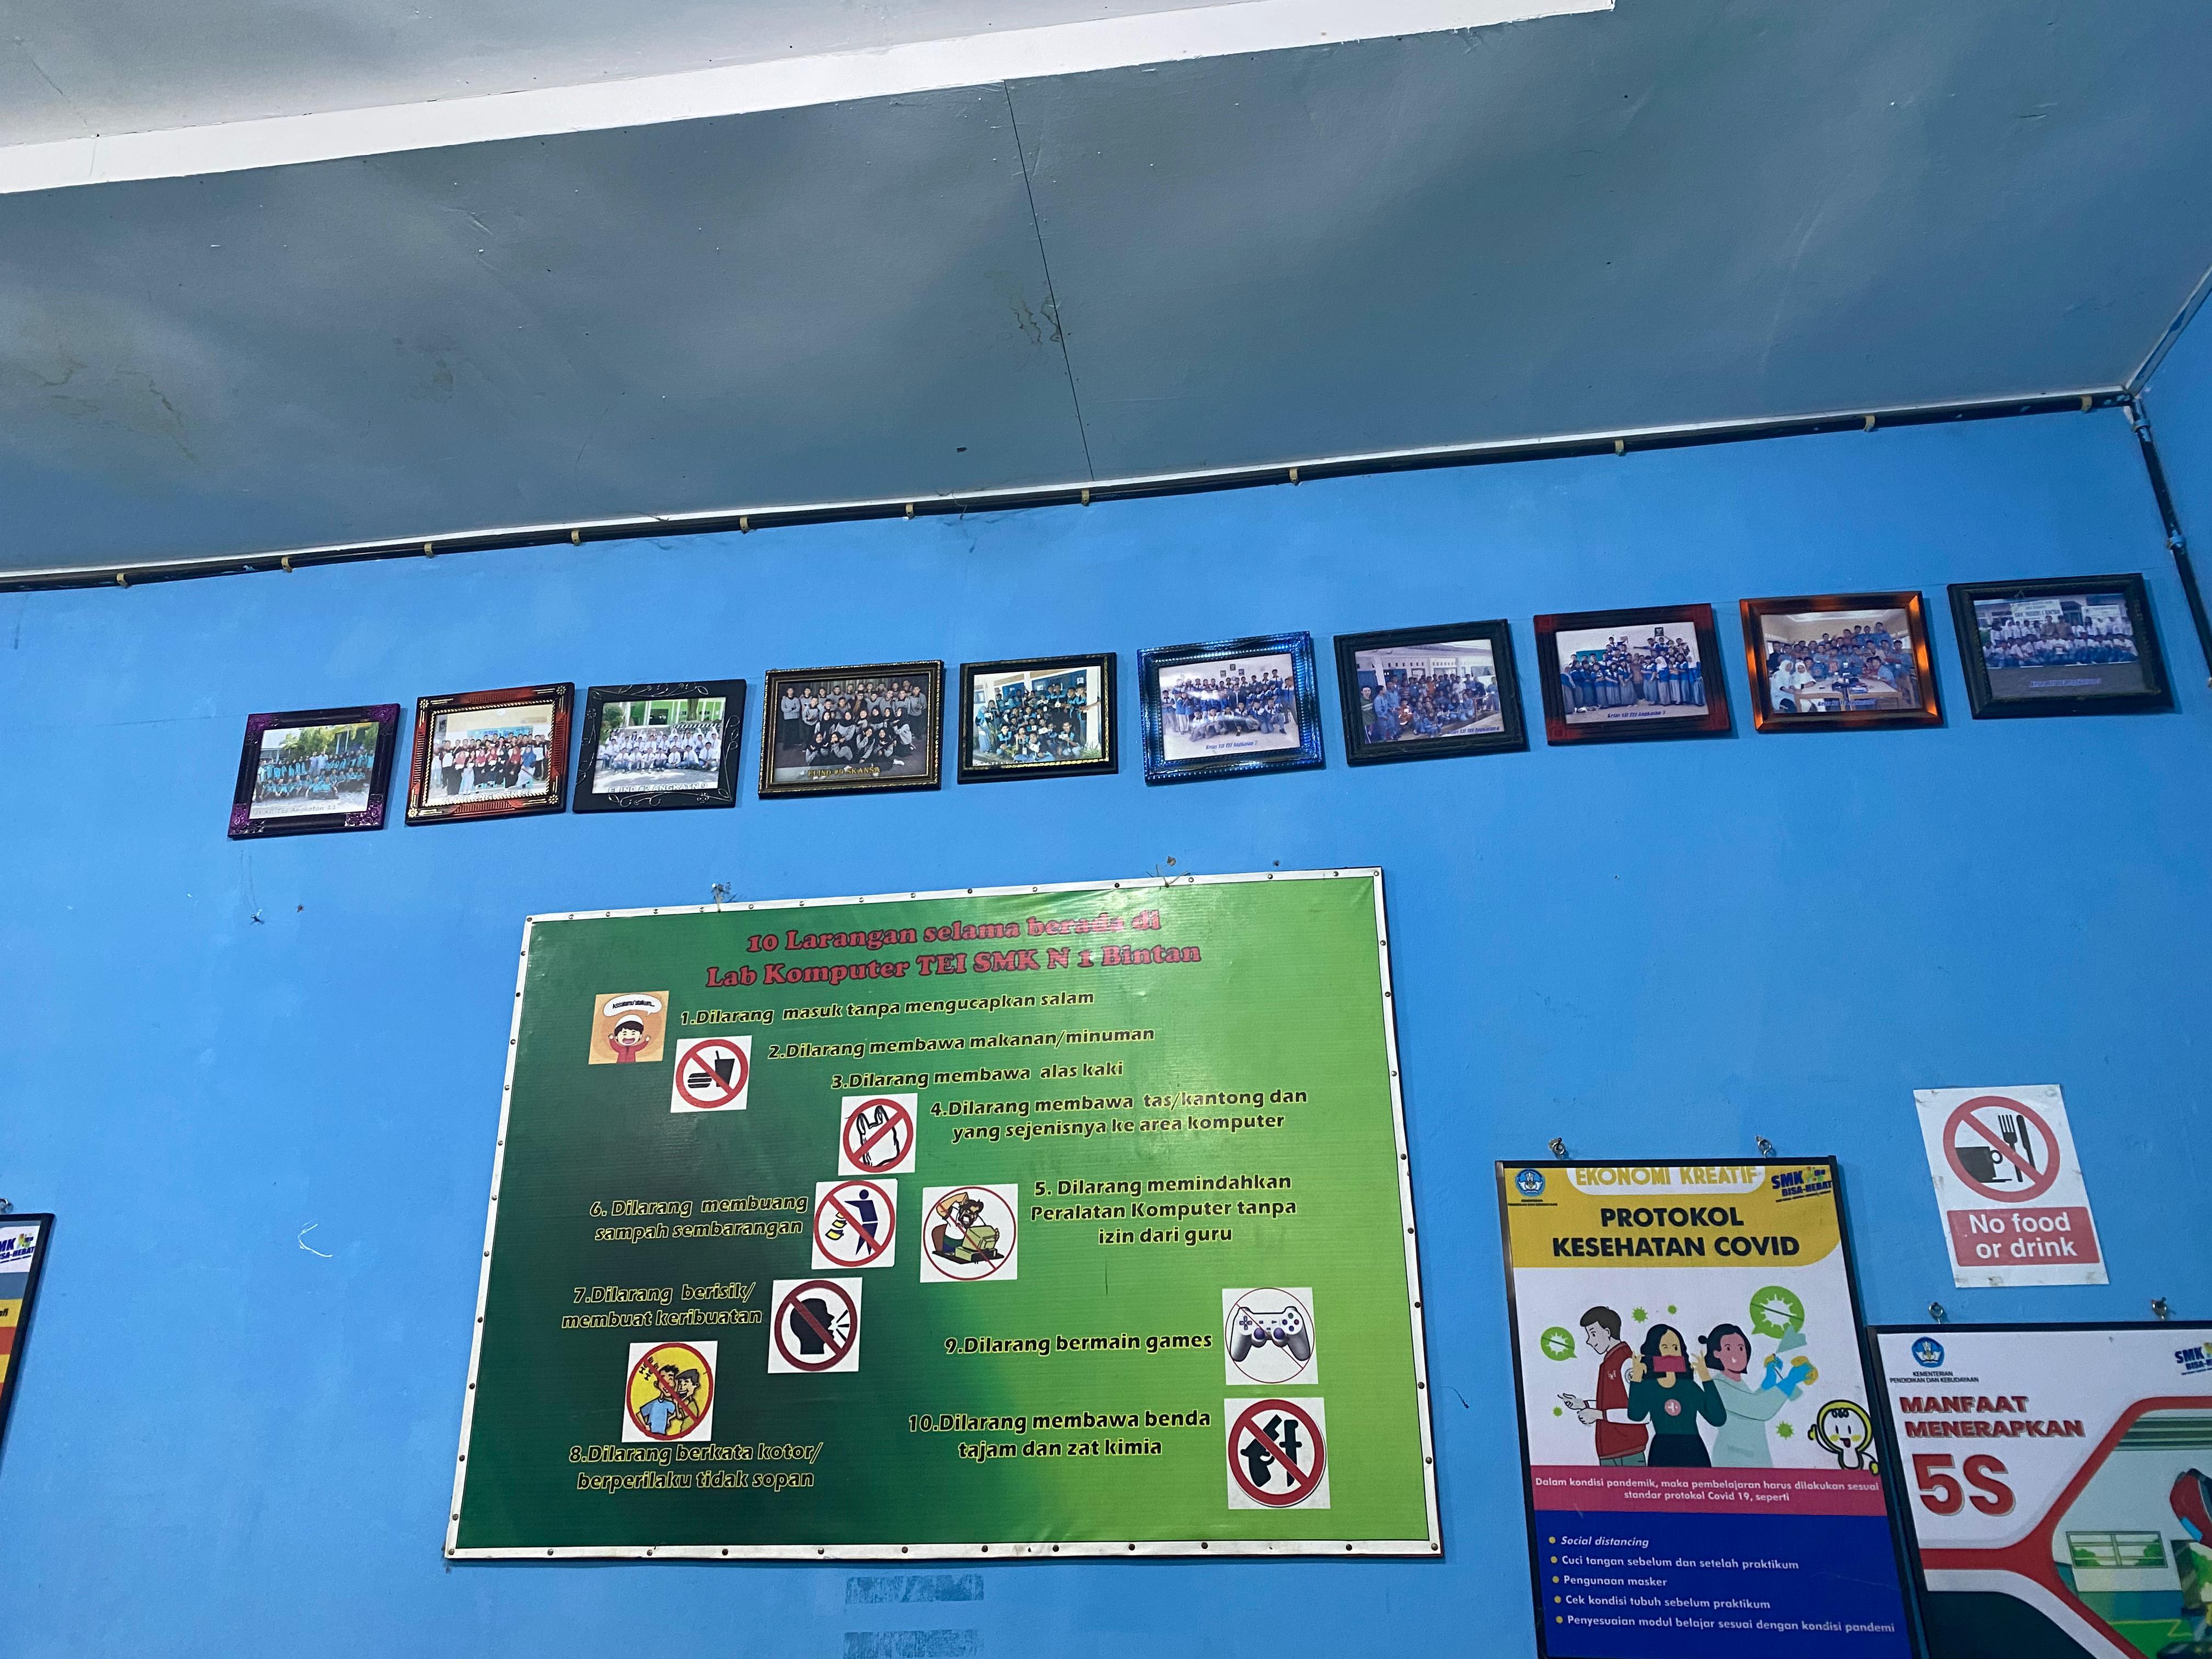 Kelas XII TEI Angkatan 7
10 Larangan selama berada di
Lab Komputer TEI SMK N 1 Bintan
1.Dilarang masuk tanpa mengucapkan salam
2.Dilarang membawa makanan/minuman
3.Dilarang membawa alas kaki
4.Dilarang membawa tas/kantong dan
yang sejenisnya ke area komputer
5. Dilarang memindahkan
Peralatan Komputer tanpa
izin dari guru
6. Dilarang membuang
sampah sembarangan
7.Dilarang berisik/
membuat keributan
8.Dilarang berkata kotor/
berperilaku tidak sopan
9.Dilarang bermain games
10.Dilarang membawa benda
tajam dan zat kimia
EKONOMI KREATIF
SMK
BISA-HEBAT
PROTOKOL
KESEHATAN COVID
Dalam kondisi pandemik, maka pembelajaran harus dilakukan sesuai
standar protokol Covid 19, seperti
Social distancing
Cuci tangan sebelum dan setelah praktikum
Pengunaan masker
Cek kondisi tubuh sebelum praktikum
Penyesuaian modul belajar sesuai dengan kondisi pandemi
No food
or drink
KEMENTERIAN
PENDIDIKAN DAN KEBUDAYAAN
SMK
MANFAAT
MENERAPKAN
5S